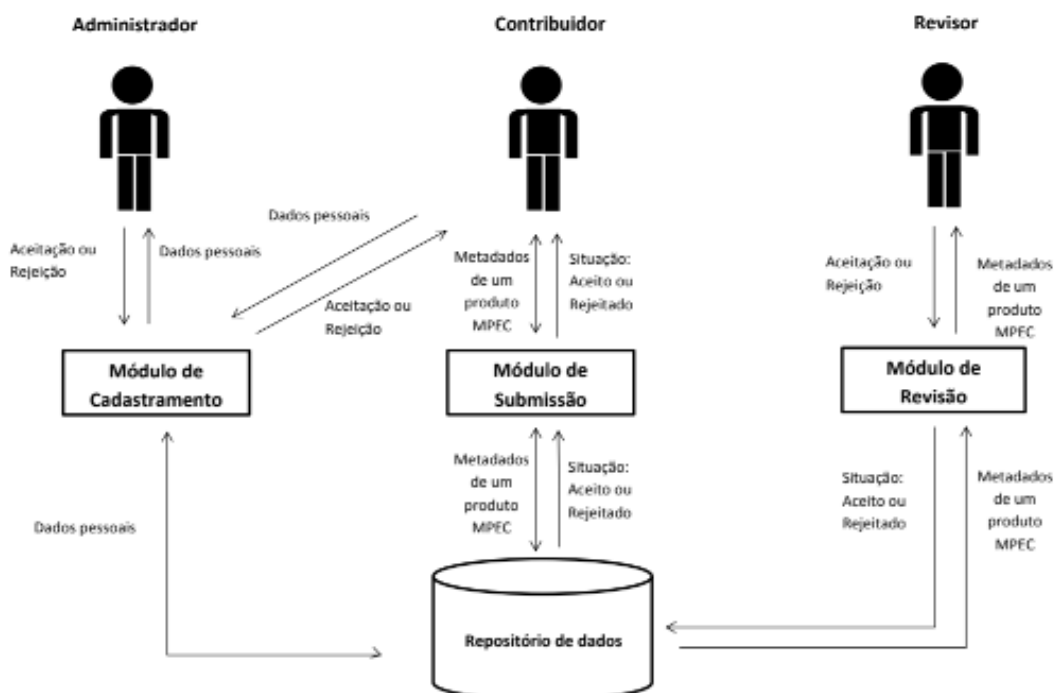 Administrador
Contribuidor
Revisor
Dados pessoais
Aceitação ou
Rejeição
Dados pessoais
Aceitação ou
Rejeição
Metadados
de um
produto
MPEC
Situação:
Aceito ou
Rejeitado
Aceitação ou
Rejeição
Metadados
de um
produto
MPEC
Módulo de
Cadastramento
Módulo de
Submissão
Módulo de
Revisão
Dados pessoais
Metadados
de um
produto
MPEC
Situação:
Aceito ou
Rejeitado
Situação:
Aceito ou
Rejeitado
Metadados
de um
produto
MPEC
Repositório de dados